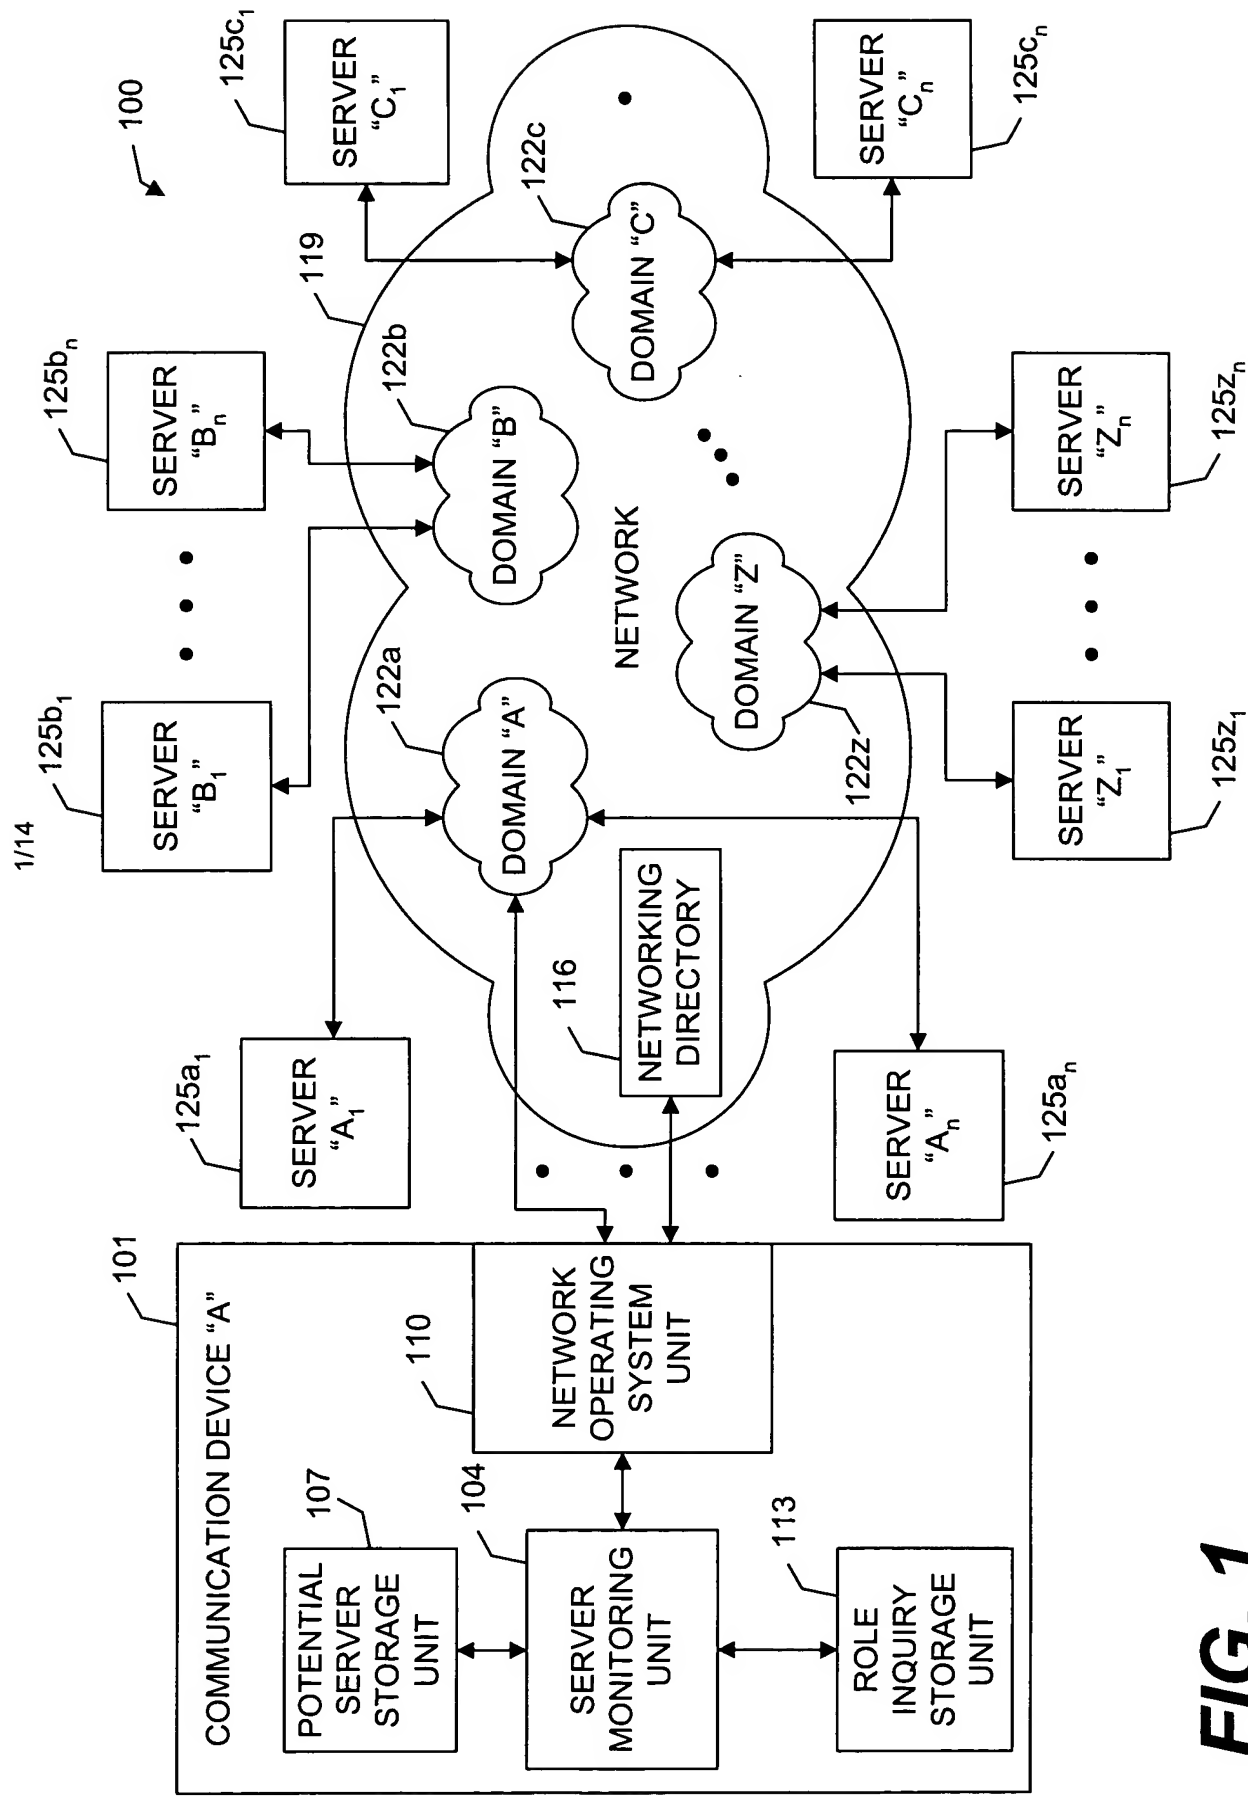 1/14
100
COMMUNICATION DEVICE “A”
101
POTENTIAL
SERVER
STORAGE
UNIT
107
SERVER
MONITORING
UNIT
104
ROLE
INQUIRY
STORAGE
UNIT
113
NETWORK
OPERATING
SYSTEM
UNIT
110
SERVER
“A1”
125a1
SERVER
“An”
125an
NETWORKING
DIRECTORY
116
DOMAIN “A”
122a
SERVER
“B1”
125b1
SERVER
“Bn”
125bn
DOMAIN “B”
122b
NETWORK
119
DOMAIN “Z”
122z
SERVER
“Z1”
125z1
SERVER
“Zn”
125zn
DOMAIN “C”
122c
SERVER
“C1”
125c1
SERVER
“Cn”
125cn
FIG. 1